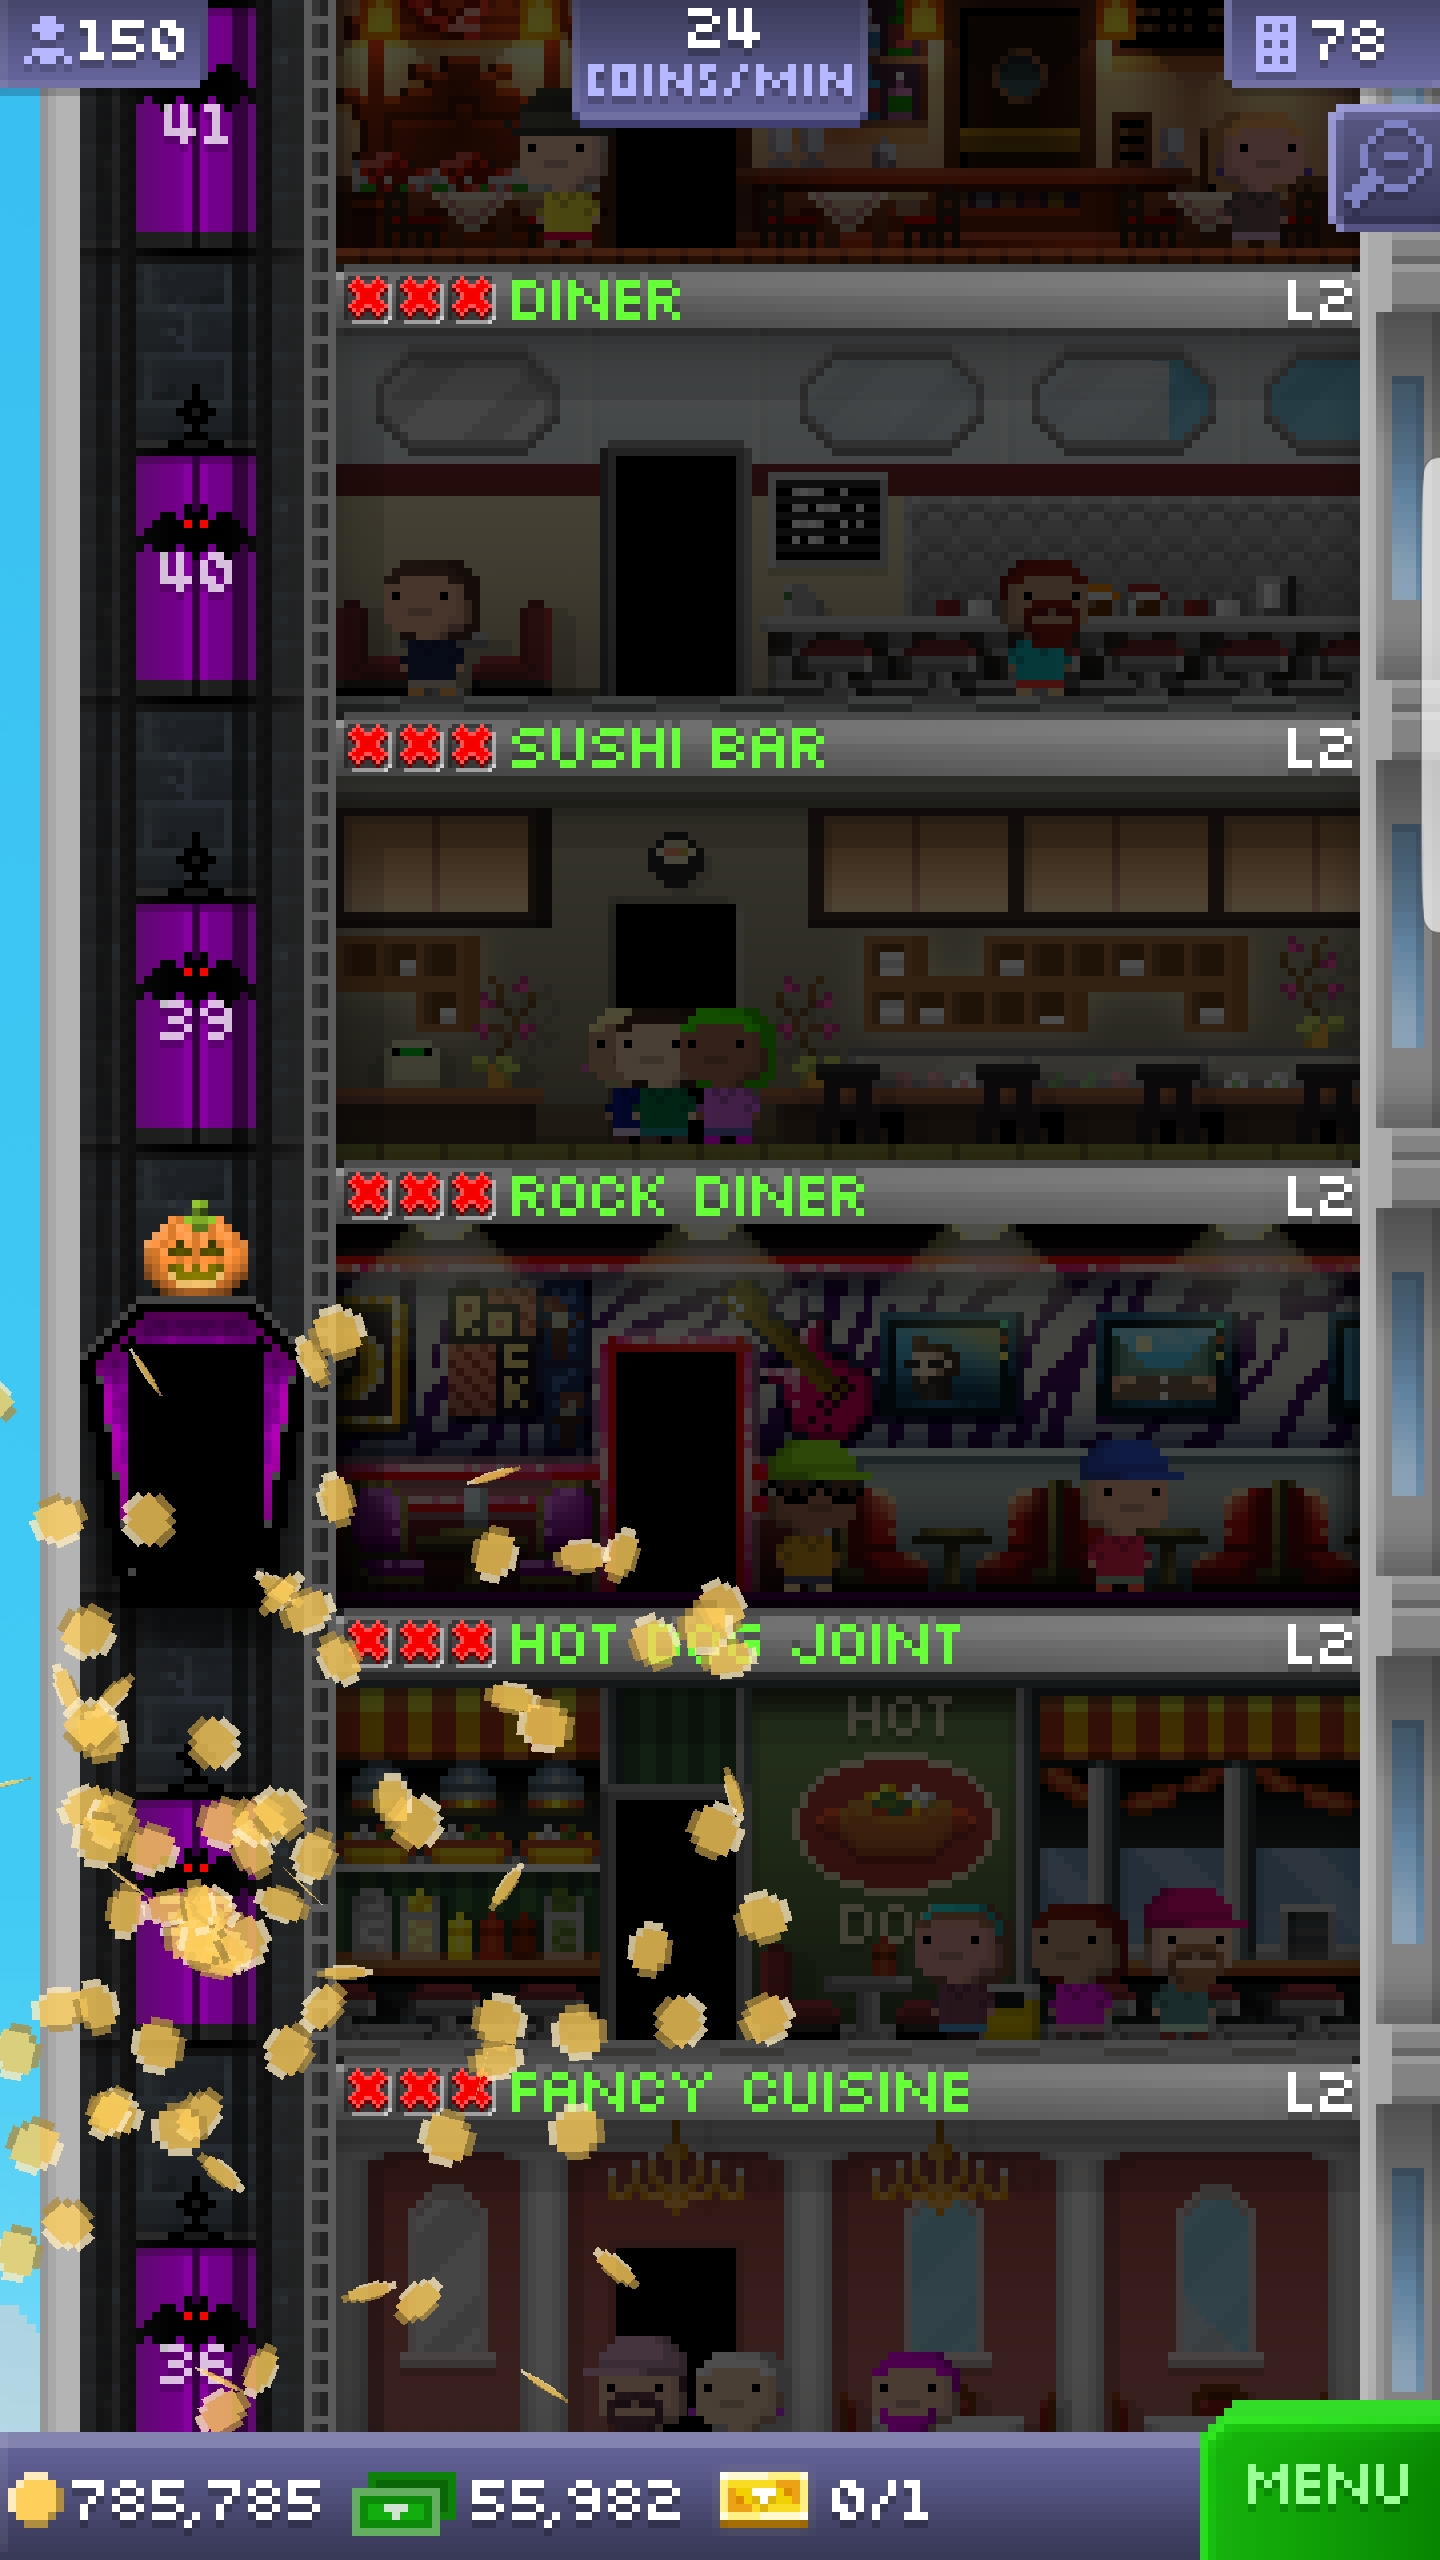 150
24
COINS/MIN
78
41
DINER L2
40
SUSHI BAR L2
39
ROCK DINER L2
HOT DOG JOINT L2
HOT
FANCY CUISINE L2
36
785,785 55,982 0/1 MENU